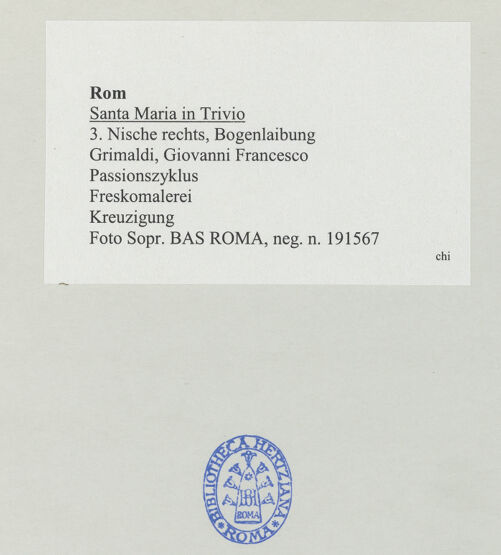 Rom
Santa Maria in Trivio
3. Nische rechts, Bogenlaibung
Grimaldi, Giovanni Francesco
Passionszyklus
Freskomalerei
Kreuzigung
Foto Sopr. BAS ROMA, neg. n. 191567
chi
BIBLIOTHECA HERTZIANA
ROMA
ROMA